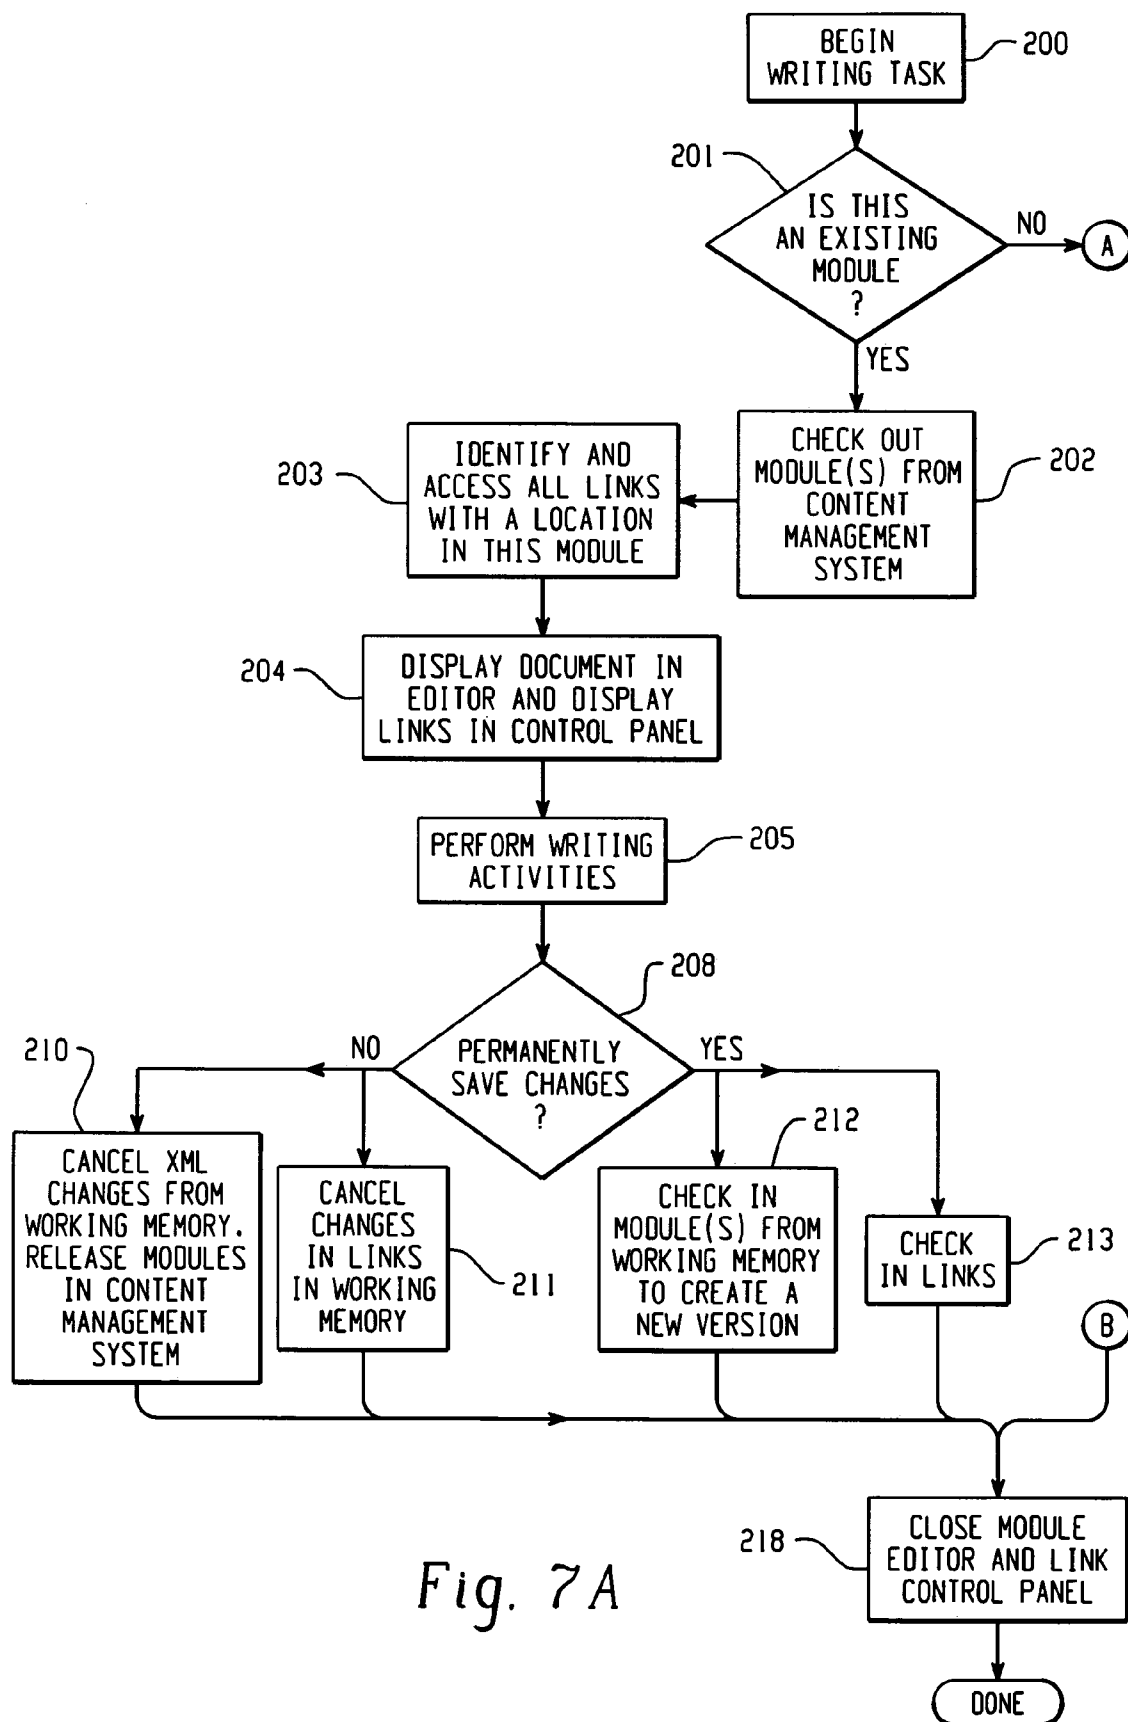 BEGIN
WRITING TASK
200
201
IS THIS
AN EXISTING
MODULE
?
NO
A
YES
CHECK OUT
MODULE(S) FROM
CONTENT
MANAGEMENT
SYSTEM
202
203
IDENTIFY AND
ACCESS ALL LINKS
WITH A LOCATION
IN THIS MODULE
204
DISPLAY DOCUMENT IN
EDITOR AND DISPLAY
LINKS IN CONTROL PANEL
PERFORM WRITING
ACTIVITIES
205
208
PERMANENTLY
SAVE CHANGES
?
NO
YES
210
CANCEL XML
CHANGES FROM
WORKING MEMORY.
RELEASE MODULES
IN CONTENT
MANAGEMENT
SYSTEM
CANCEL
CHANGES
IN LINKS
IN WORKING
MEMORY
211
212
CHECK IN
MODULE(S) FROM
WORKING MEMORY
TO CREATE A
NEW VERSION
CHECK
IN LINKS
213
B
218
CLOSE MODULE
EDITOR AND LINK
CONTROL PANEL
DONE
Fig. 7A